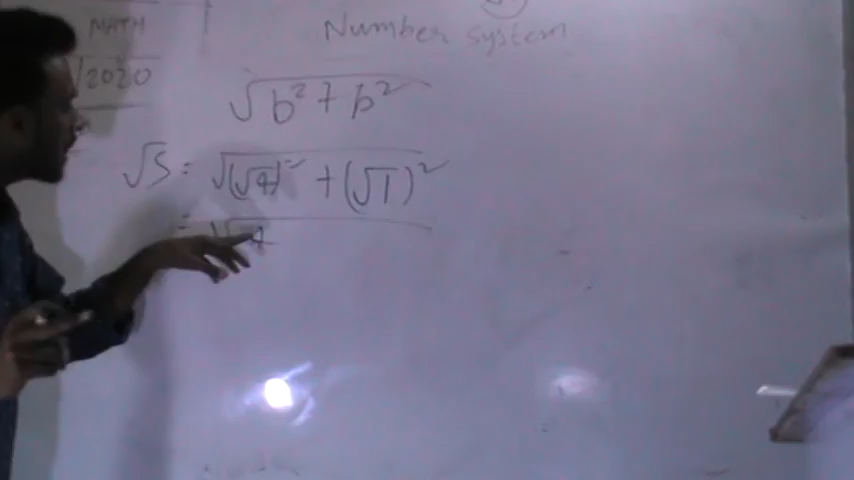 MATH
Number system
/2020
√b² + b²
√5 = √(√4)² + (√1)²
= √